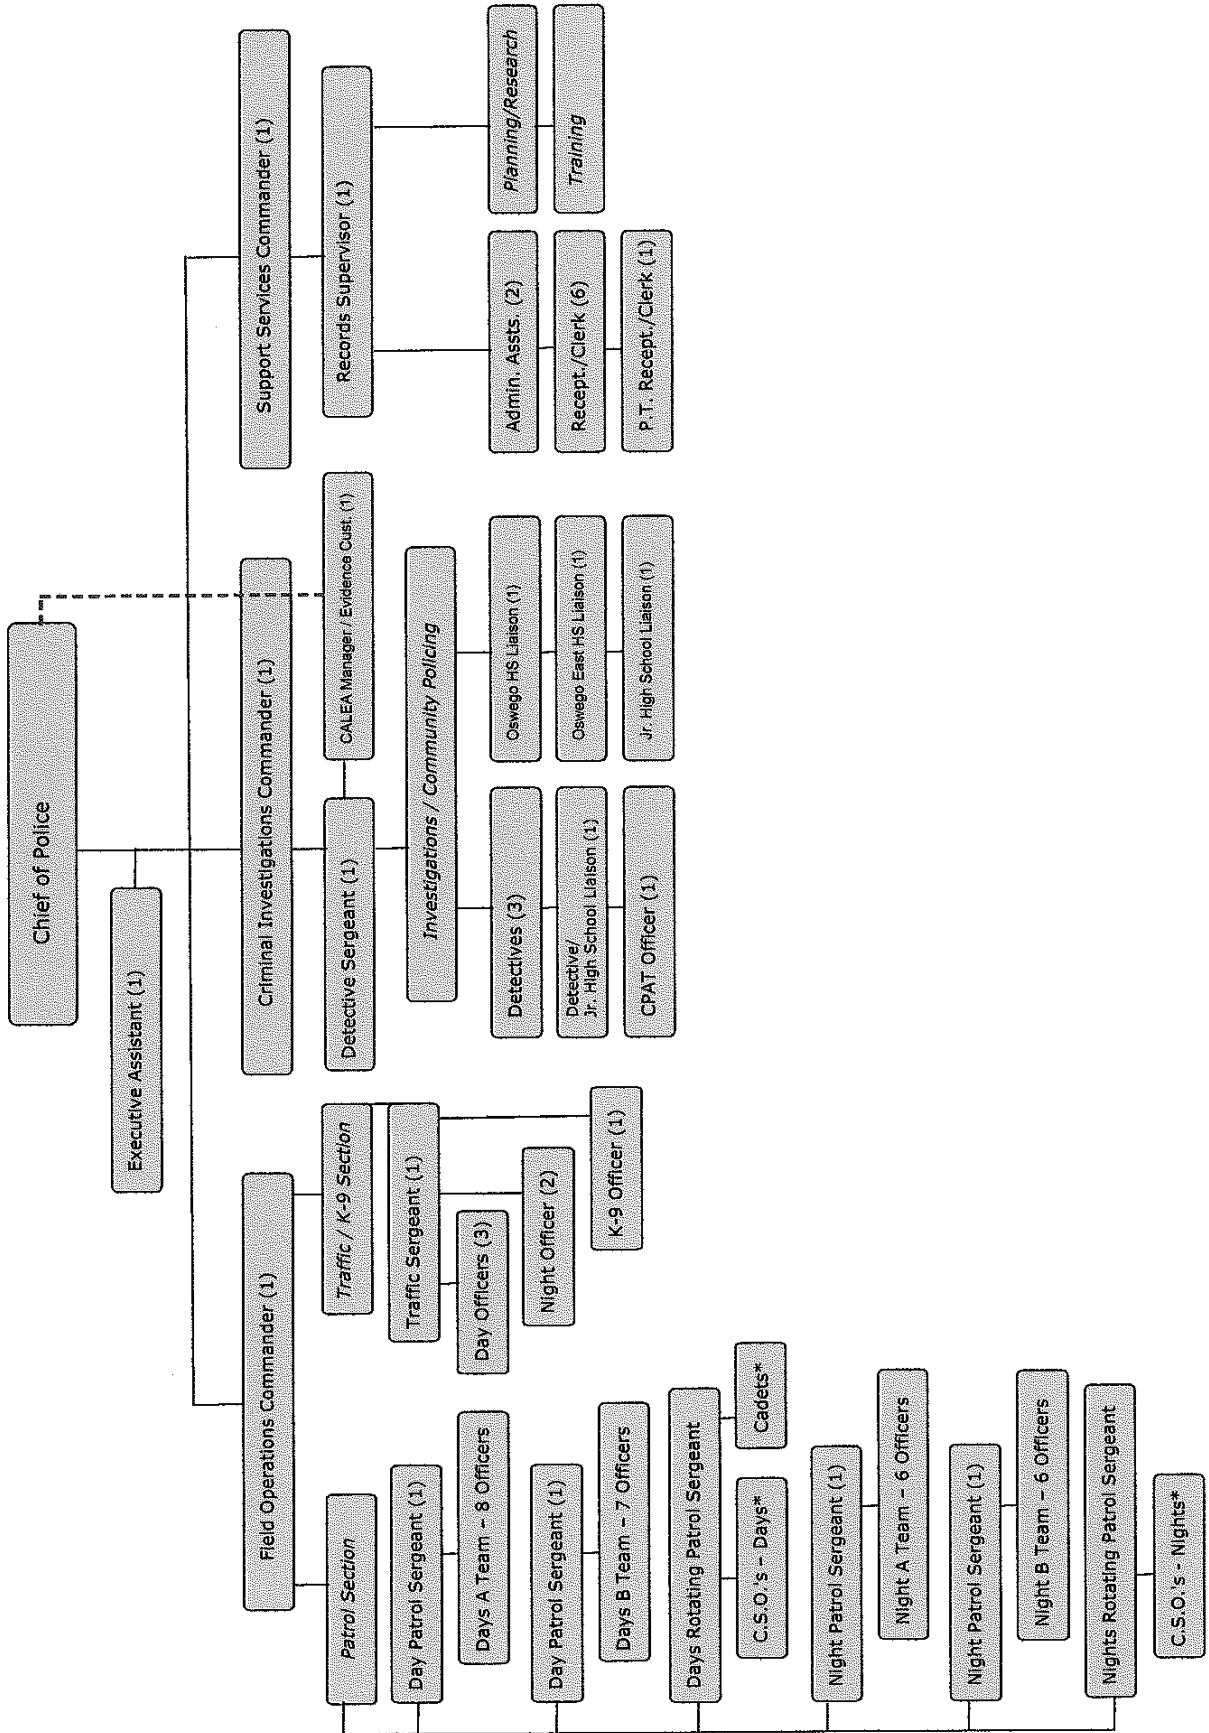 Chief of Police
Executive Assistant (1)
Field Operations Commander (1)
Criminal Investigations Commander (1)
Support Services Commander (1)
Patrol Section
Day Patrol Sergeant (1)
Days A Team – 8 Officers
Day Patrol Sergeant (1)
Days B Team – 7 Officers
Days Rotating Patrol Sergeant
C.S.O.'s – Days*
Cadets*
Night Patrol Sergeant (1)
Night A Team – 6 Officers
Night Patrol Sergeant (1)
Night B Team – 6 Officers
Nights Rotating Patrol Sergeant
C.S.O.'s - Nights*
Traffic / K-9 Section
Traffic Sergeant (1)
Day Officers (3)
Night Officer (2)
K-9 Officer (1)
Detective Sergeant (1)
CALEA Manager / Evidence Cust. (1)
Investigations / Community Policing
Detectives (3)
Detective/
Jr. High School Liaison (1)
CPAT Officer (1)
Oswego HS Liaison (1)
Oswego East HS Liaison (1)
Jr. High School Liaison (1)
Records Supervisor (1)
Admin. Assts. (2)
Recept./Clerk (6)
P.T. Recept./Clerk (1)
Planning/Research
Training